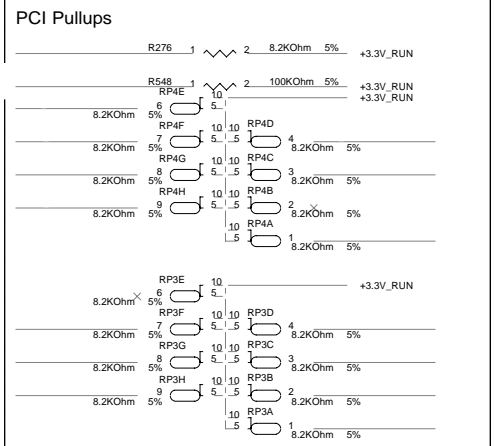 PCI Pullups
R276 1 2 8.2KOhm 5% +3.3V_RUN
R548 1 2 100KOhm 5% +3.3V_RUN
RP4E 10 +3.3V_RUN
6 5
8.2KOhm 5%
RP4F 10 10 RP4D
7 5 5 4
8.2KOhm 5% 8.2KOhm 5%
RP4G 10 10 RP4C
8 5 5 3
8.2KOhm 5% 8.2KOhm 5%
RP4H 10 10 RP4B
9 5 5 2
8.2KOhm 5% 8.2KOhm 5%
10 RP4A
5 1
8.2KOhm 5%
RP3E 10 +3.3V_RUN
6 5
8.2KOhm 5%
RP3F 10 10 RP3D
7 5 5 4
8.2KOhm 5% 8.2KOhm 5%
RP3G 10 10 RP3C
8 5 5 3
8.2KOhm 5% 8.2KOhm 5%
RP3H 10 10 RP3B
9 5 5 2
8.2KOhm 5% 8.2KOhm 5%
10 RP3A
5 1
8.2KOhm 5%